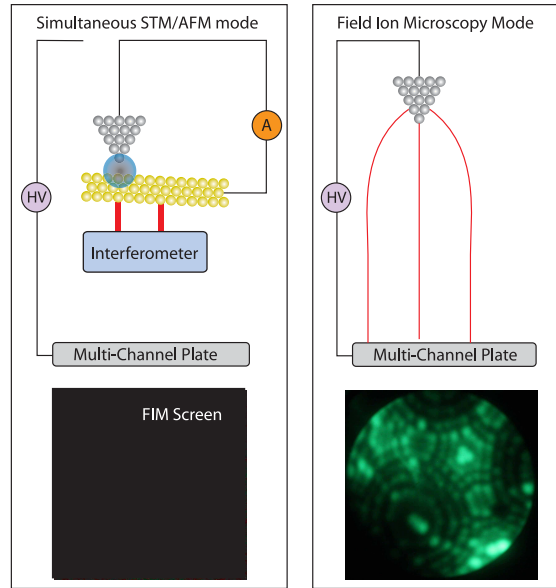 Simultaneous STM/AFM mode
A
HV
Interferometer
Multi-Channel Plate
FIM Screen
Field Ion Microscopy Mode
HV
Multi-Channel Plate